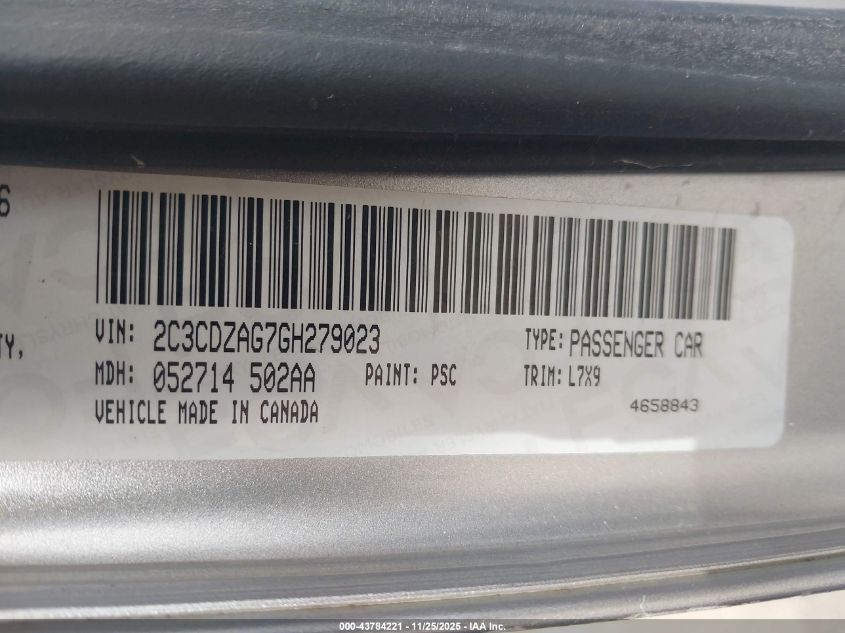 6
TY,
VIN: 2C3CDZAG7GH279023 TYPE: PASSENGER CAR
MDH: 052714 502AA PAINT: PSC TRIM: L7X9
VEHICLE MADE IN CANADA 4658843
000-43784221 - 11/25/2025 - IAA Inc.